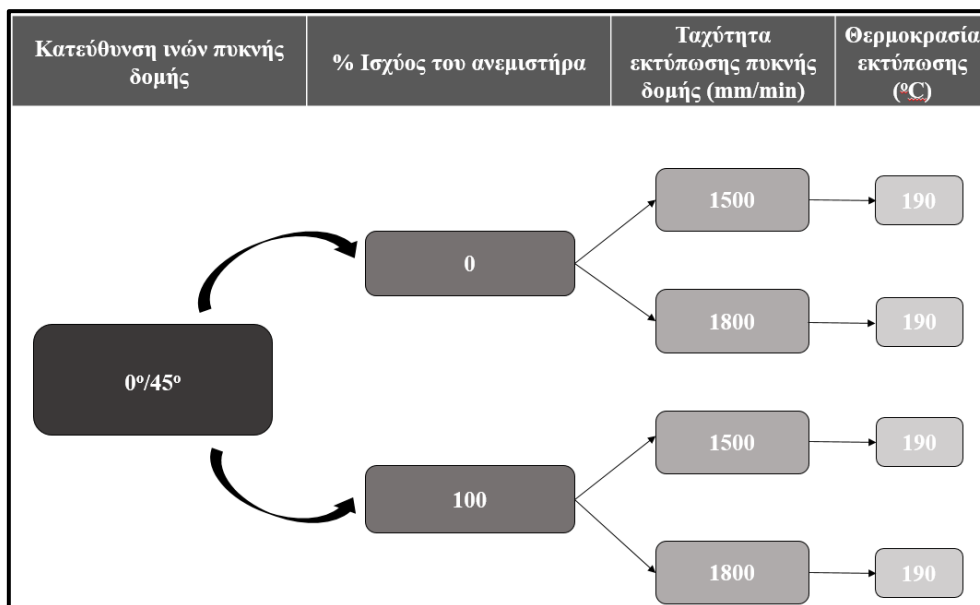 Κατεύθυνση ινών πυκνής
δομής
% Ισχύος του ανεμιστήρα
Ταχύτητα
εκτύπωσης πυκνής
δομής (mm/min)
Θερμοκρασία
εκτύπωσης
(ºC)
0º/45º
0
1500
190
1800
190
100
1500
190
1800
190